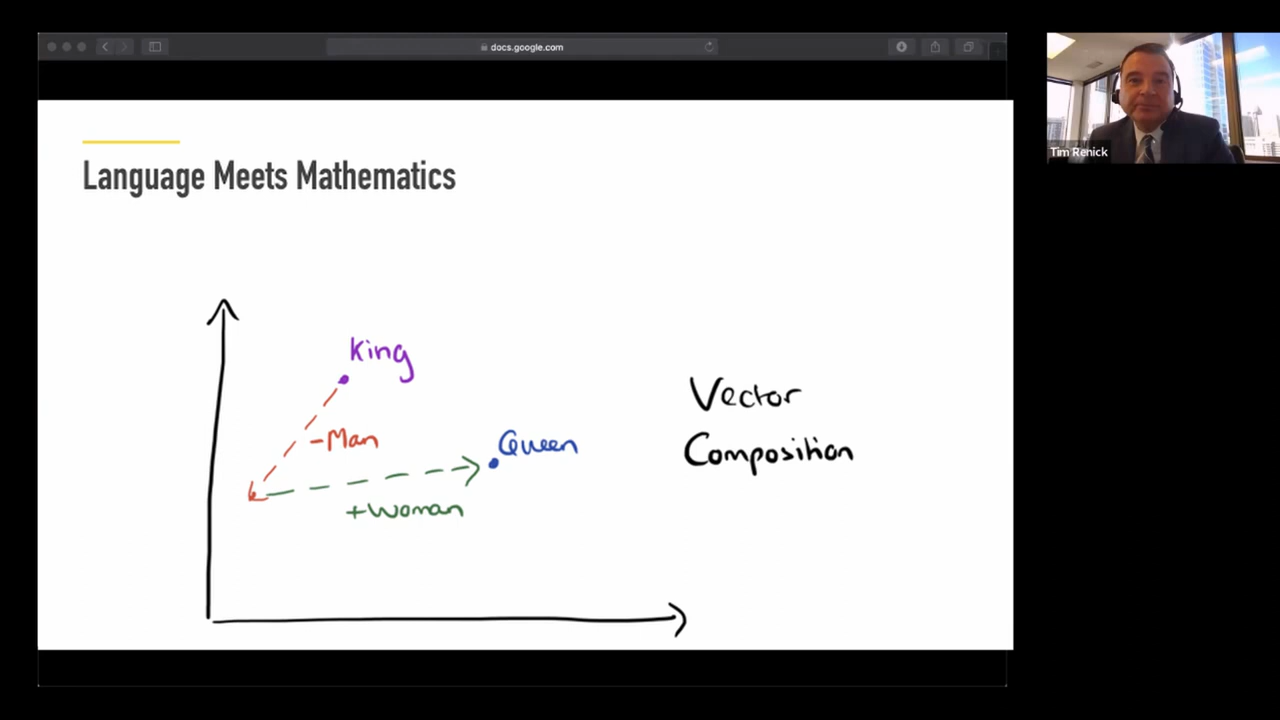 docs.google.com
Tim Renick
Language Meets Mathematics
King
-Man
Queen
+Woman
Vector
Composition